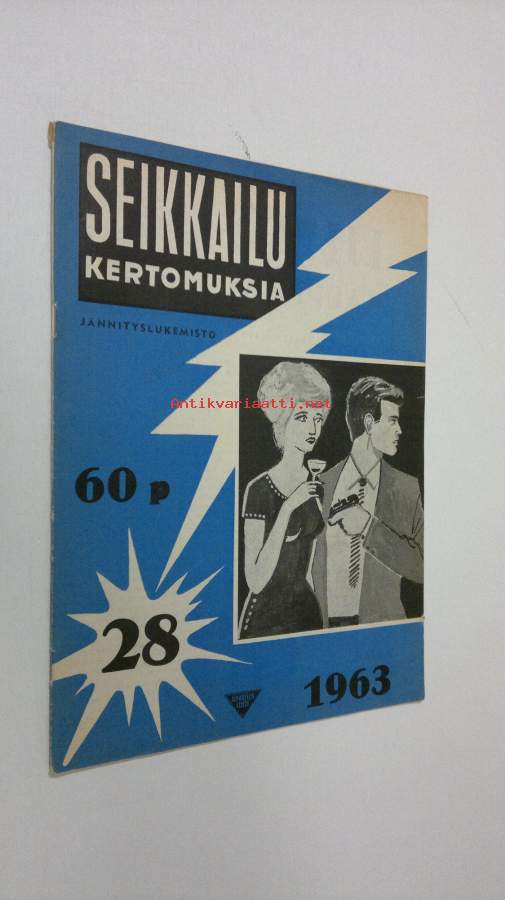 SEIKKAILU
KERTOMUKSIA
JÄNNITYSLUKEMISTO
Antikvariaatti.net
60 p
28
1963